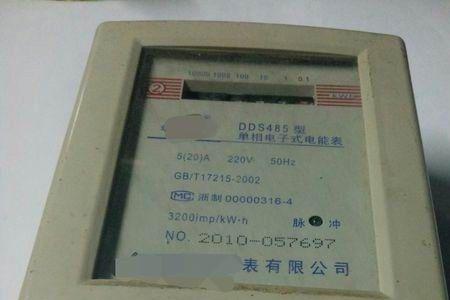 10000 1000 100 10 1 0.1
② kWh
DDS485 型
单相电子式电能表
5(20)A 220V 50Hz
GB/T17215-2002
MC 浙制 00000316-4
3200imp/kW·h 脉 冲
NO. 2010-057697
表有限公司